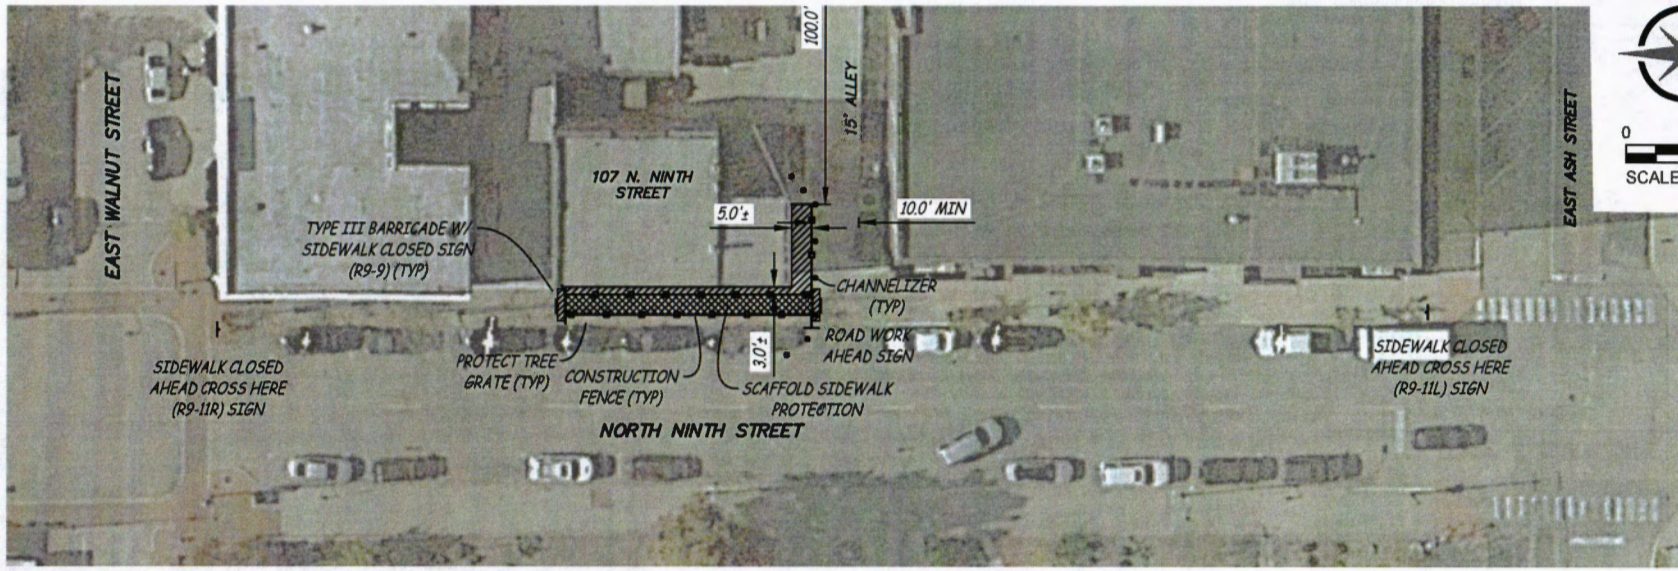 EAST WALNUT STREET
100.0'
15' ALLEY
107 N. NINTH
STREET
5.0'±
10.0' MIN
EAST ASH STREET
0
SCALE
TYPE III BARRICADE W/
SIDEWALK CLOSED SIGN
(R9-9) (TYP)
CHANNELIZER
(TYP)
ROAD WORK
AHEAD SIGN
3.0'±
SIDEWALK CLOSED
AHEAD CROSS HERE
(R9-11R) SIGN
PROTECT TREE
GRATE (TYP)
CONSTRUCTION
FENCE (TYP)
SCAFFOLD SIDEWALK
PROTECTION
SIDEWALK CLOSED
AHEAD CROSS HERE
(R9-11L) SIGN
NORTH NINTH STREET